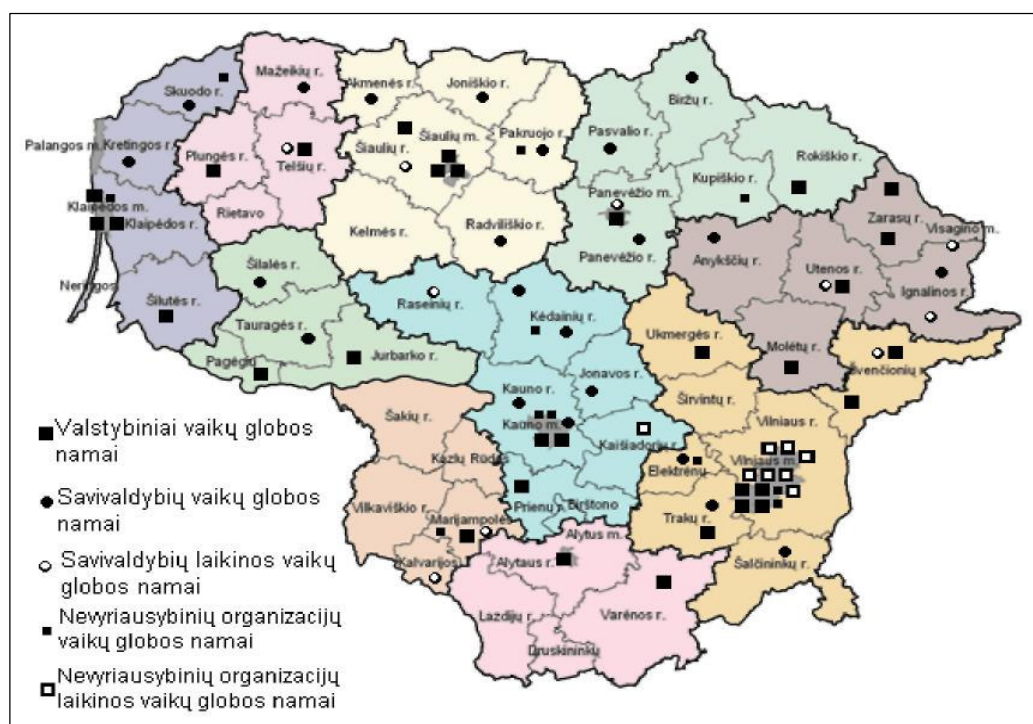 Mažeikių r.
Skuodo r.
Akmenės r.
Joniškio r.
Biržų r.
Pasvalio r.
Palangos m.
Kretingos r.
Plungės r.
Telšių r.
Šiaulių r.
Šiaulių m.
Pakruojo r.
Rokiškio r.
Kupiškio r.
Panevėžio m.
Klaipėdos m.
Klaipėdos r.
Rietavo
Kelmės r.
Radviliškio r.
Panevėžio r.
Anykščių r.
Zarasų r.
Visagino m.
Utenos r.
Ignalinos r.
Neringos
Šilutės r.
Šilalės r.
Raseinių r.
Kėdainių r.
Ukmergės r.
Molėtų r.
Švenčionių r.
Tauragės r.
Pagėgių
Jurbarko r.
Jonavos r.
Širvintų r.
Kauno r.
Kauno m.
Kaišiadorių r.
Vilniaus r.
Vilniaus m.
Šakių r.
Kazlų Rūdos
Elektrėnų
Vilkaviškio r.
Marijampolės
Prienų r.
Birštono
Trakų r.
Kalvarijos
Alytaus m.
Alytaus r.
Šalčininkų r.
Lazdijų r.
Varėnos r.
Druskininkų
Valstybiniai vaikų globos
namai
Savivaldybių vaikų globos
namai
Savivaldybių laikinos vaikų
globos namai
Nevyriausybinių organizacijų
vaikų globos namai
Nevyriausybinių organizacijų
laikinos vaikų globos namai